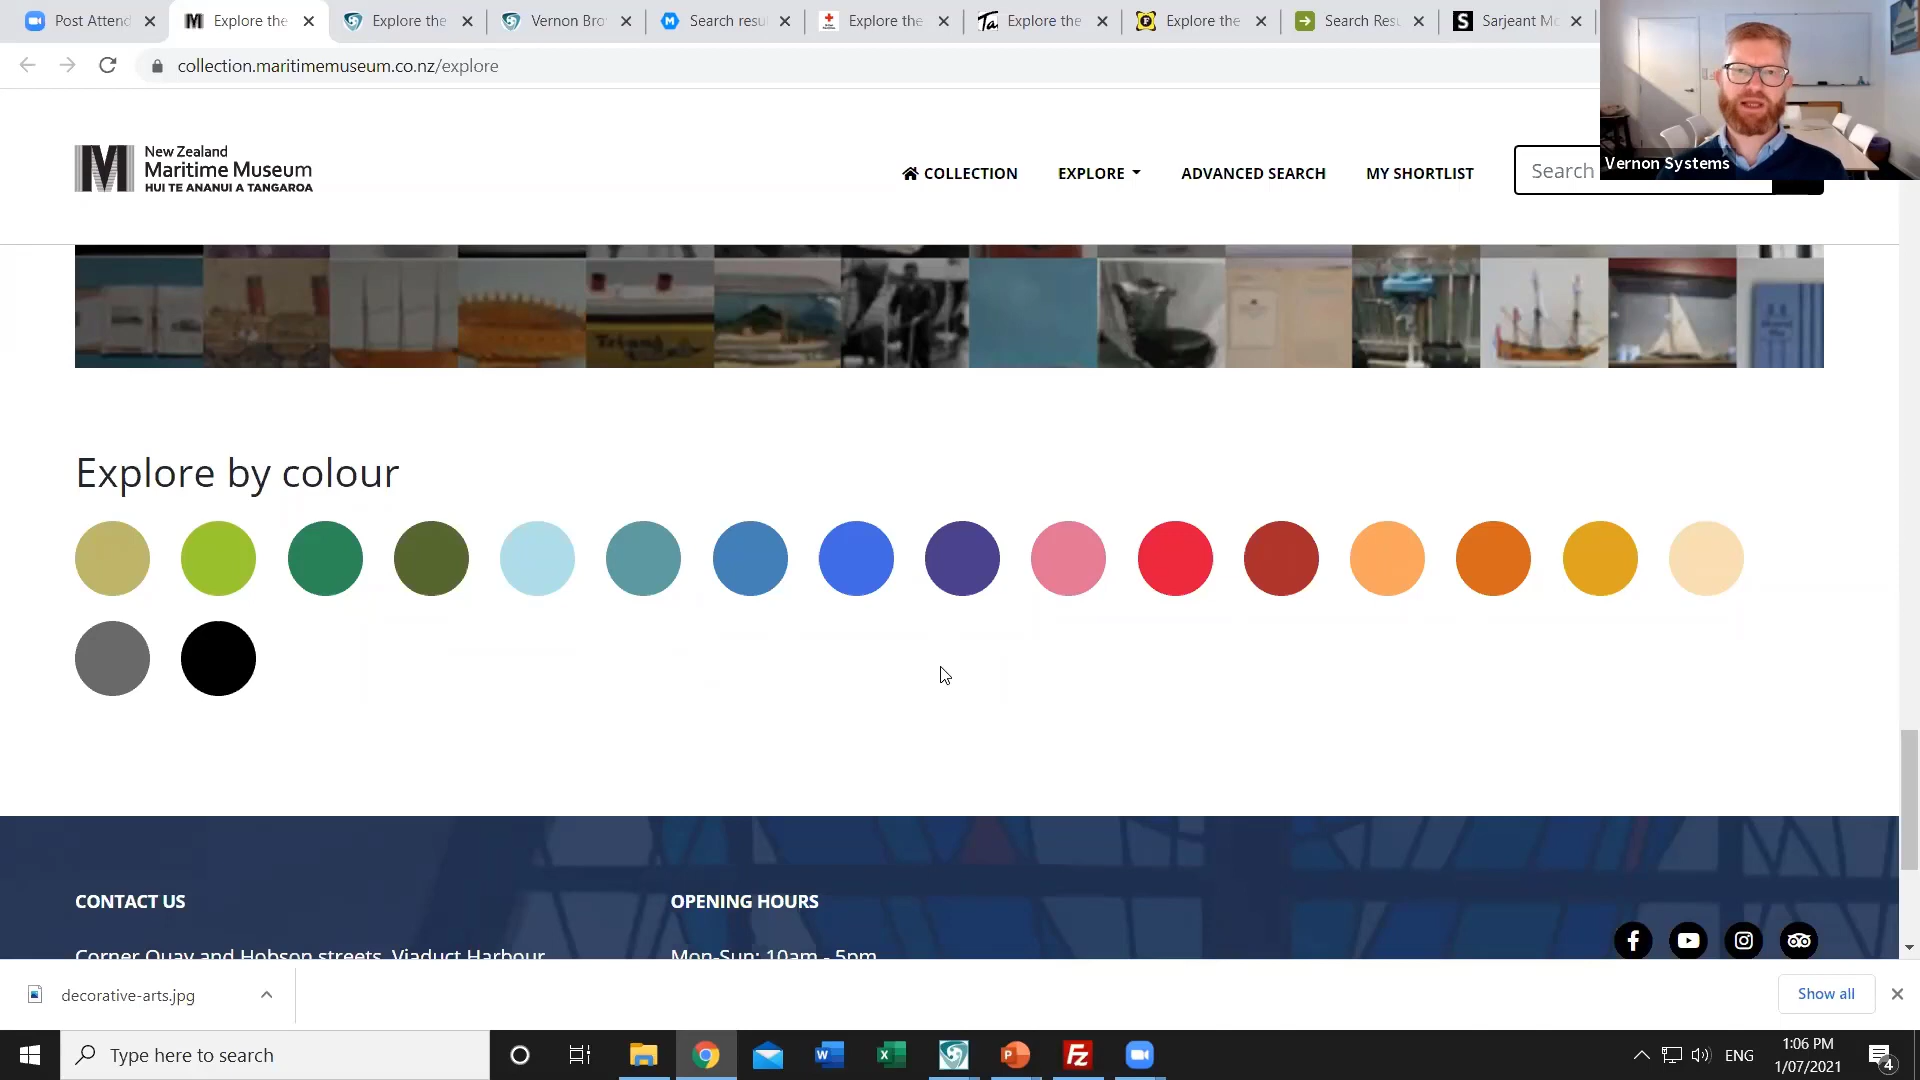 Post Attend
Explore the
Explore the
Vernon Bro
Search resu
Explore the
Explore the
Explore the
Search Resu
Sarjeant Mo
collection.maritimemuseum.co.nz/explore
New Zealand
Maritime Museum
HUI TE ANANUI A TANGAROA
COLLECTION
EXPLORE
ADVANCED SEARCH
MY SHORTLIST
Search
Vernon Systems
Explore by colour
CONTACT US
OPENING HOURS
Corner Quay and Hobson streets, Viaduct Harbour
Mon-Sun: 10am - 5pm
decorative-arts.jpg
Show all
Type here to search
ENG
1:06 PM
1/07/2021
4